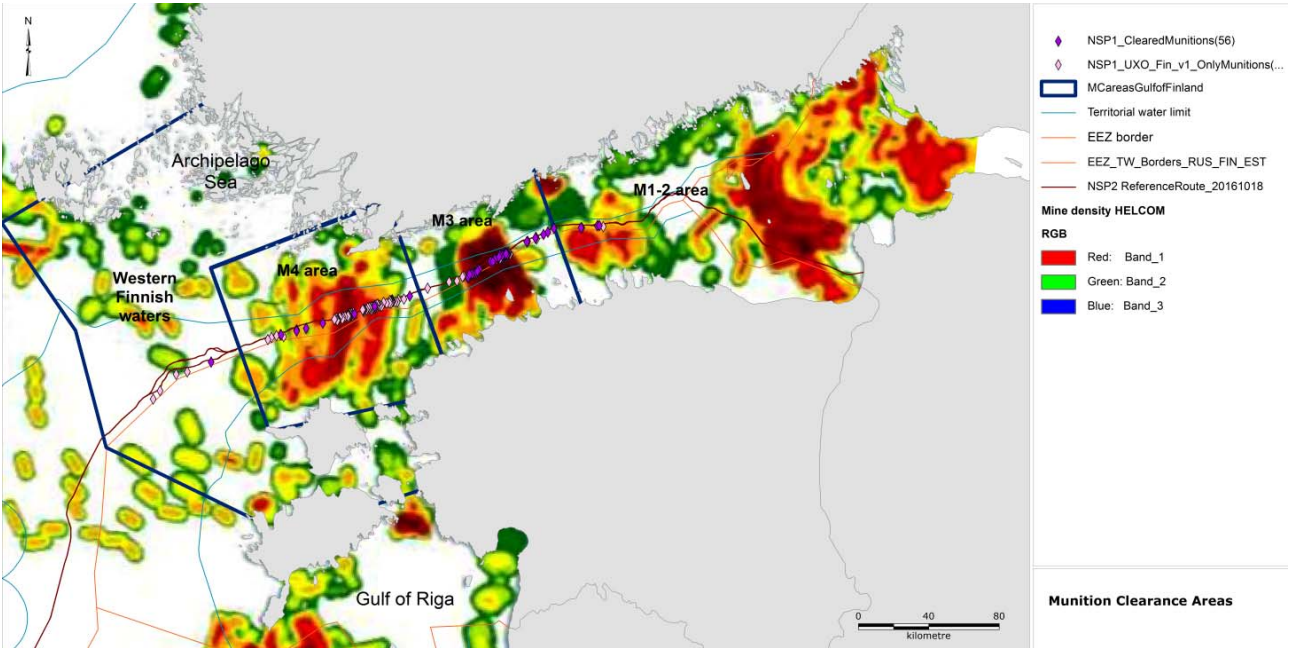 N
Archipelago
Sea
M1-2 area
M3 area
M4 area
Western
Finnish
waters
Gulf of Riga
0 40 80
kilometre
NSP1_ClearedMunitions(56)
NSP1_UXO_Fin_v1_OnlyMunitions(...
MCareasGulfofFinland
Territorial water limit
EEZ border
EEZ_TW_Borders_RUS_FIN_EST
NSP2 ReferenceRoute_20161018
Mine density HELCOM
RGB
Red: Band_1
Green: Band_2
Blue: Band_3
Munition Clearance Areas